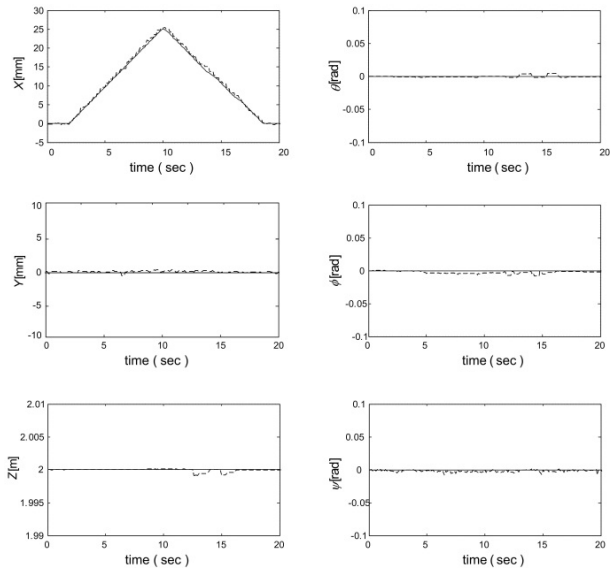 X[mm]
30
25
20
15
10
5
0
-5
0 5 10 15 20
time ( sec )
θ[rad]
0.1
0.05
0
-0.05
-0.1
0 5 10 15 20
time ( sec )
Y[mm]
10
5
0
-5
-10
0 5 10 15 20
time ( sec )
ϕ[rad]
0.1
0.05
0
-0.05
-0.1
0 5 10 15 20
time ( sec )
Z[m]
2.01
2.005
2
1.995
1.99
0 5 10 15 20
time ( sec )
ψ[rad]
0.1
0.05
0
-0.05
-0.1
0 5 10 15 20
time ( sec )